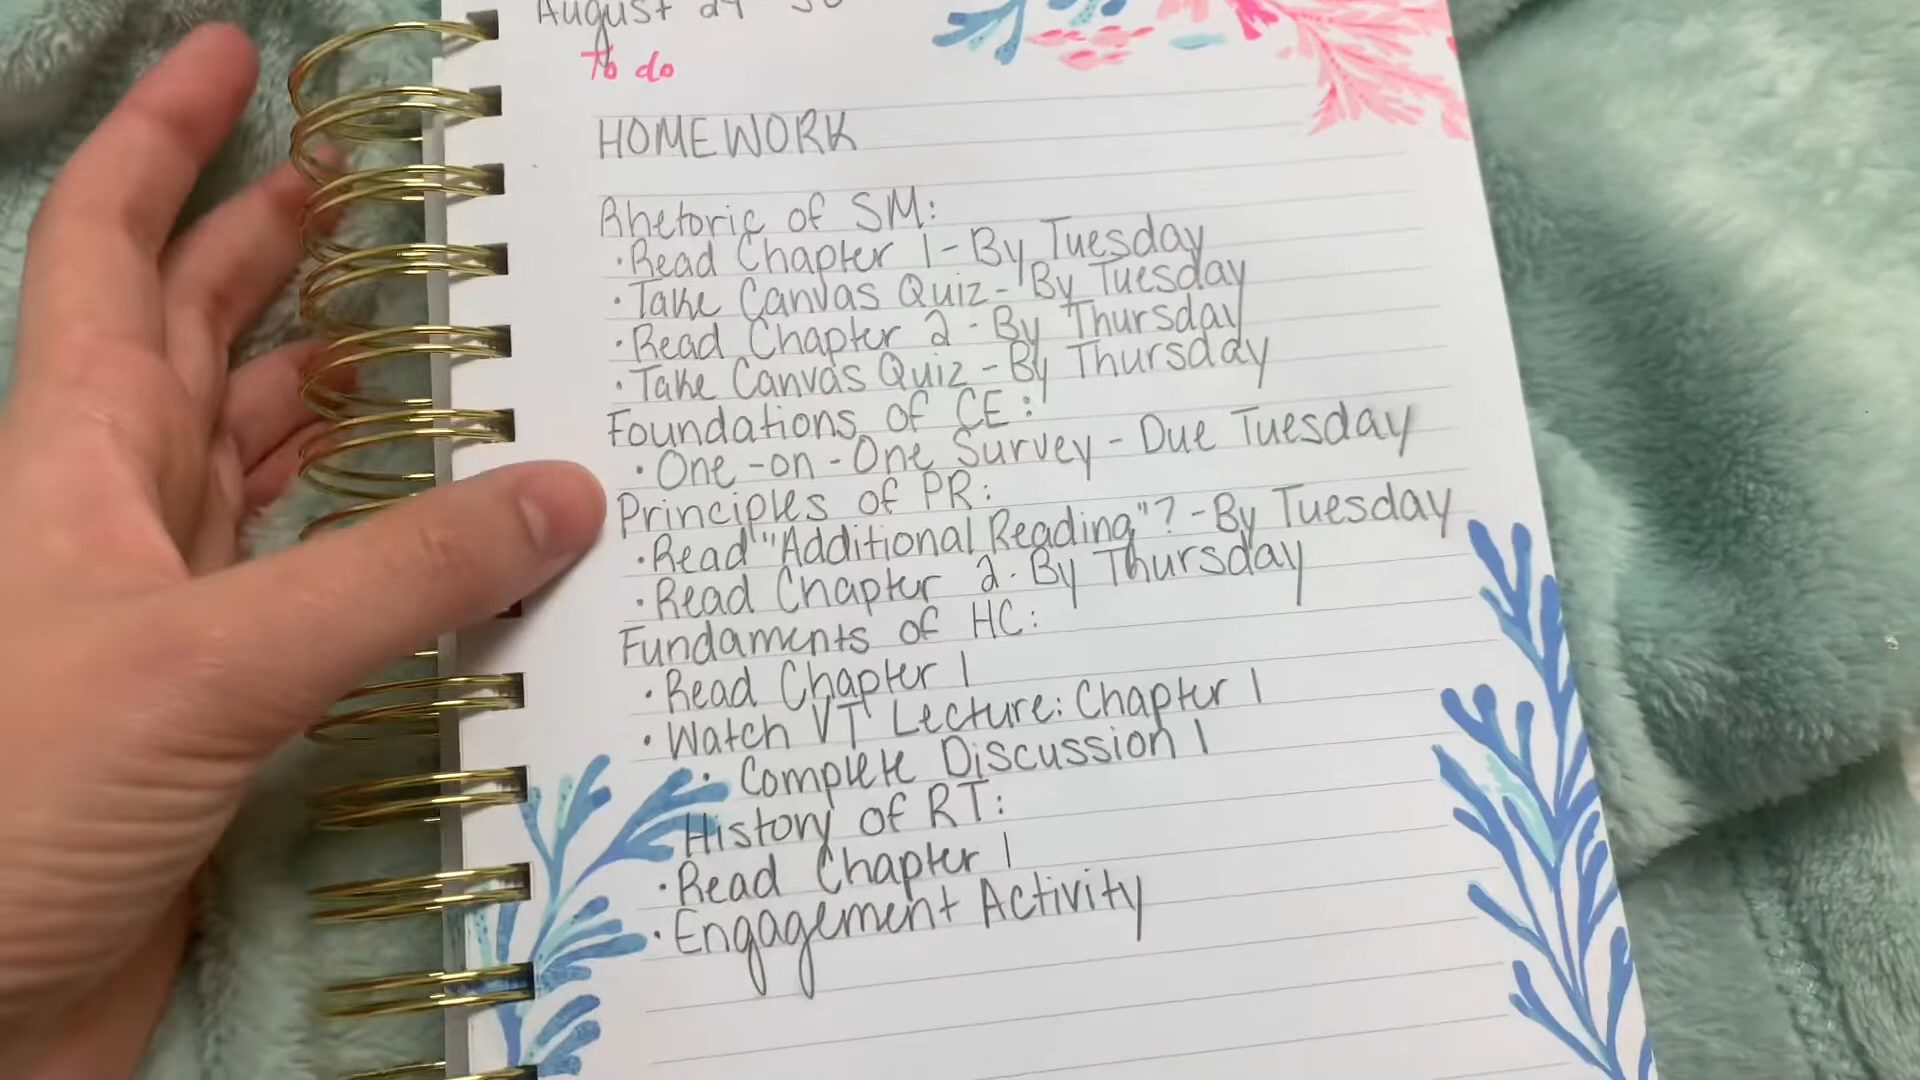 August
To do
HOMEWORK
Rhetoric of SM:
·Read Chapter 1-By Tuesday
·Take Canvas Quiz-By Tuesday
·Read Chapter 2-By Thursday
·Take Canvas Quiz-By Thursday
Foundations of CE:
·One-on-One Survey-Due Tuesday
Principles of PR:
·Read "Additional Reading"?-By Tuesday
·Read Chapter 2-By Thursday
Fundaments of HC:
·Read Chapter 1
·Watch VT Lecture: Chapter 1
·Complete Discussion 1
History of RT:
·Read Chapter 1
·Engagement Activity